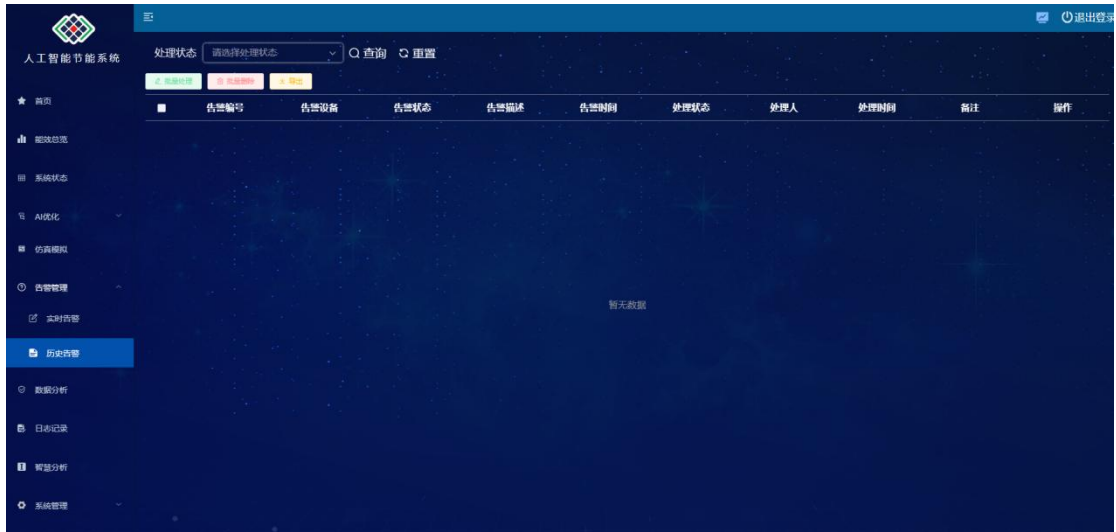 退出登录
人工智能节能系统
处理状态 请选择处理状态 查询 重置
批量处理 批量删除 导出
告警编号 告警设备 告警状态 告警描述 告警时间 处理状态 处理人 处理时间 备注 操作
暂无数据
首页
能效总览
系统状态
AI优化
仿真模拟
告警管理
实时告警
历史告警
数据分析
日志记录
智慧分析
系统管理